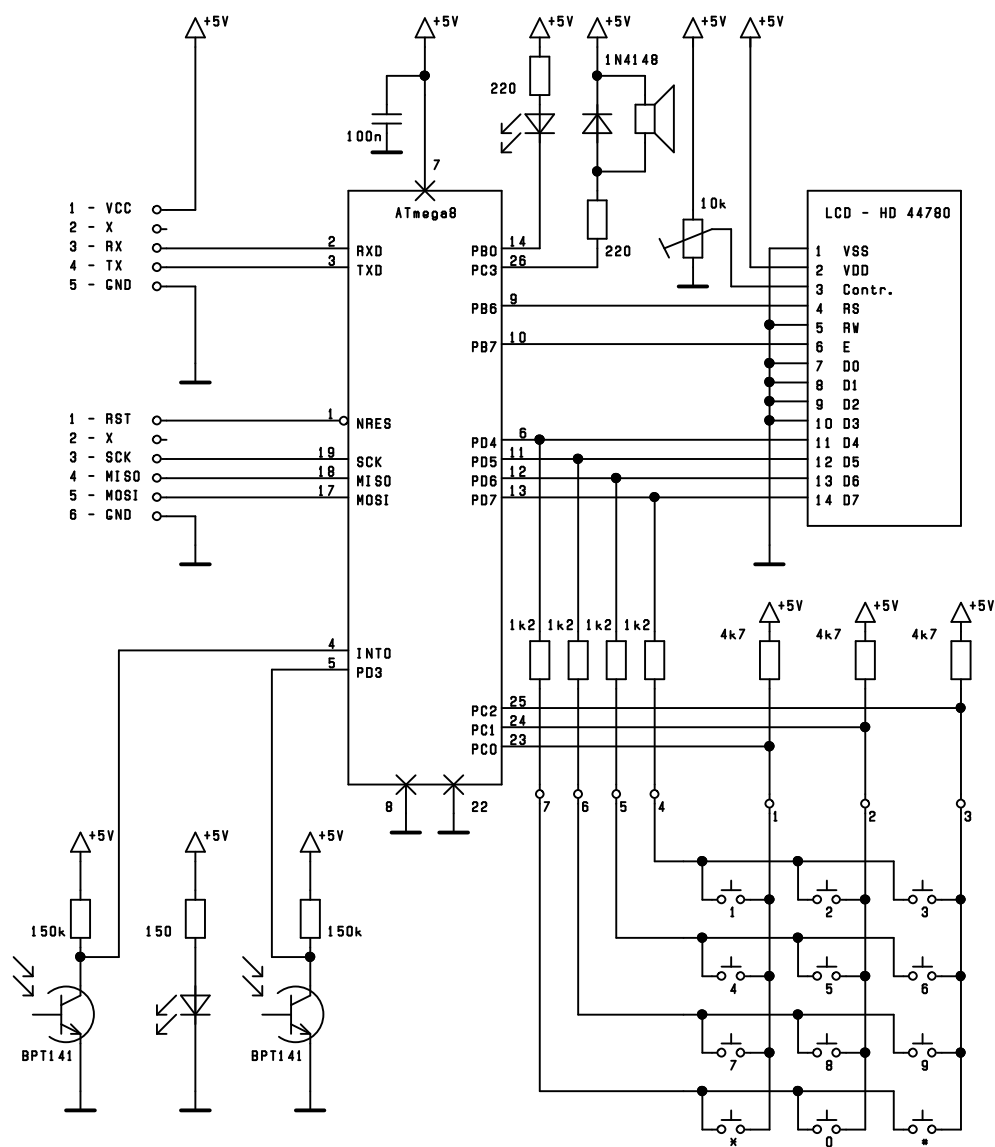 +5V +5V +5V +5V +5V +5V
1N4148
220
100n
7
1 - VCC
2 - X
3 - RX
4 - TX
5 - GND
ATmega8
10k
LCD - HD 44780
2 RXD
3 TXD
PB0 14
PC3 26
220
PB6 9
PB7 10
1 VSS
2 VDD
3 Contr.
4 RS
5 RW
6 E
7 D0
8 D1
9 D2
10 D3
11 D4
12 D5
13 D6
14 D7
1 - RST
2 - X
3 - SCK
4 - MISO
5 - MOSI
6 - GND
1 NRES
19 SCK
18 MISO
17 MOSI
PD4 6
PD5 11
PD6 12
PD7 13
+5V +5V +5V
1k2 1k2 1k2 4k7 4k7 4k7
4 INT0
5 PD3
PC2 25
PC1 24
PC0 23
8 22
7 6 5 4 1 2 3
+5V +5V +5V
150k 150 150k
1 2 3
4 5 6
BPT141 BPT141
7 8 9
* 0